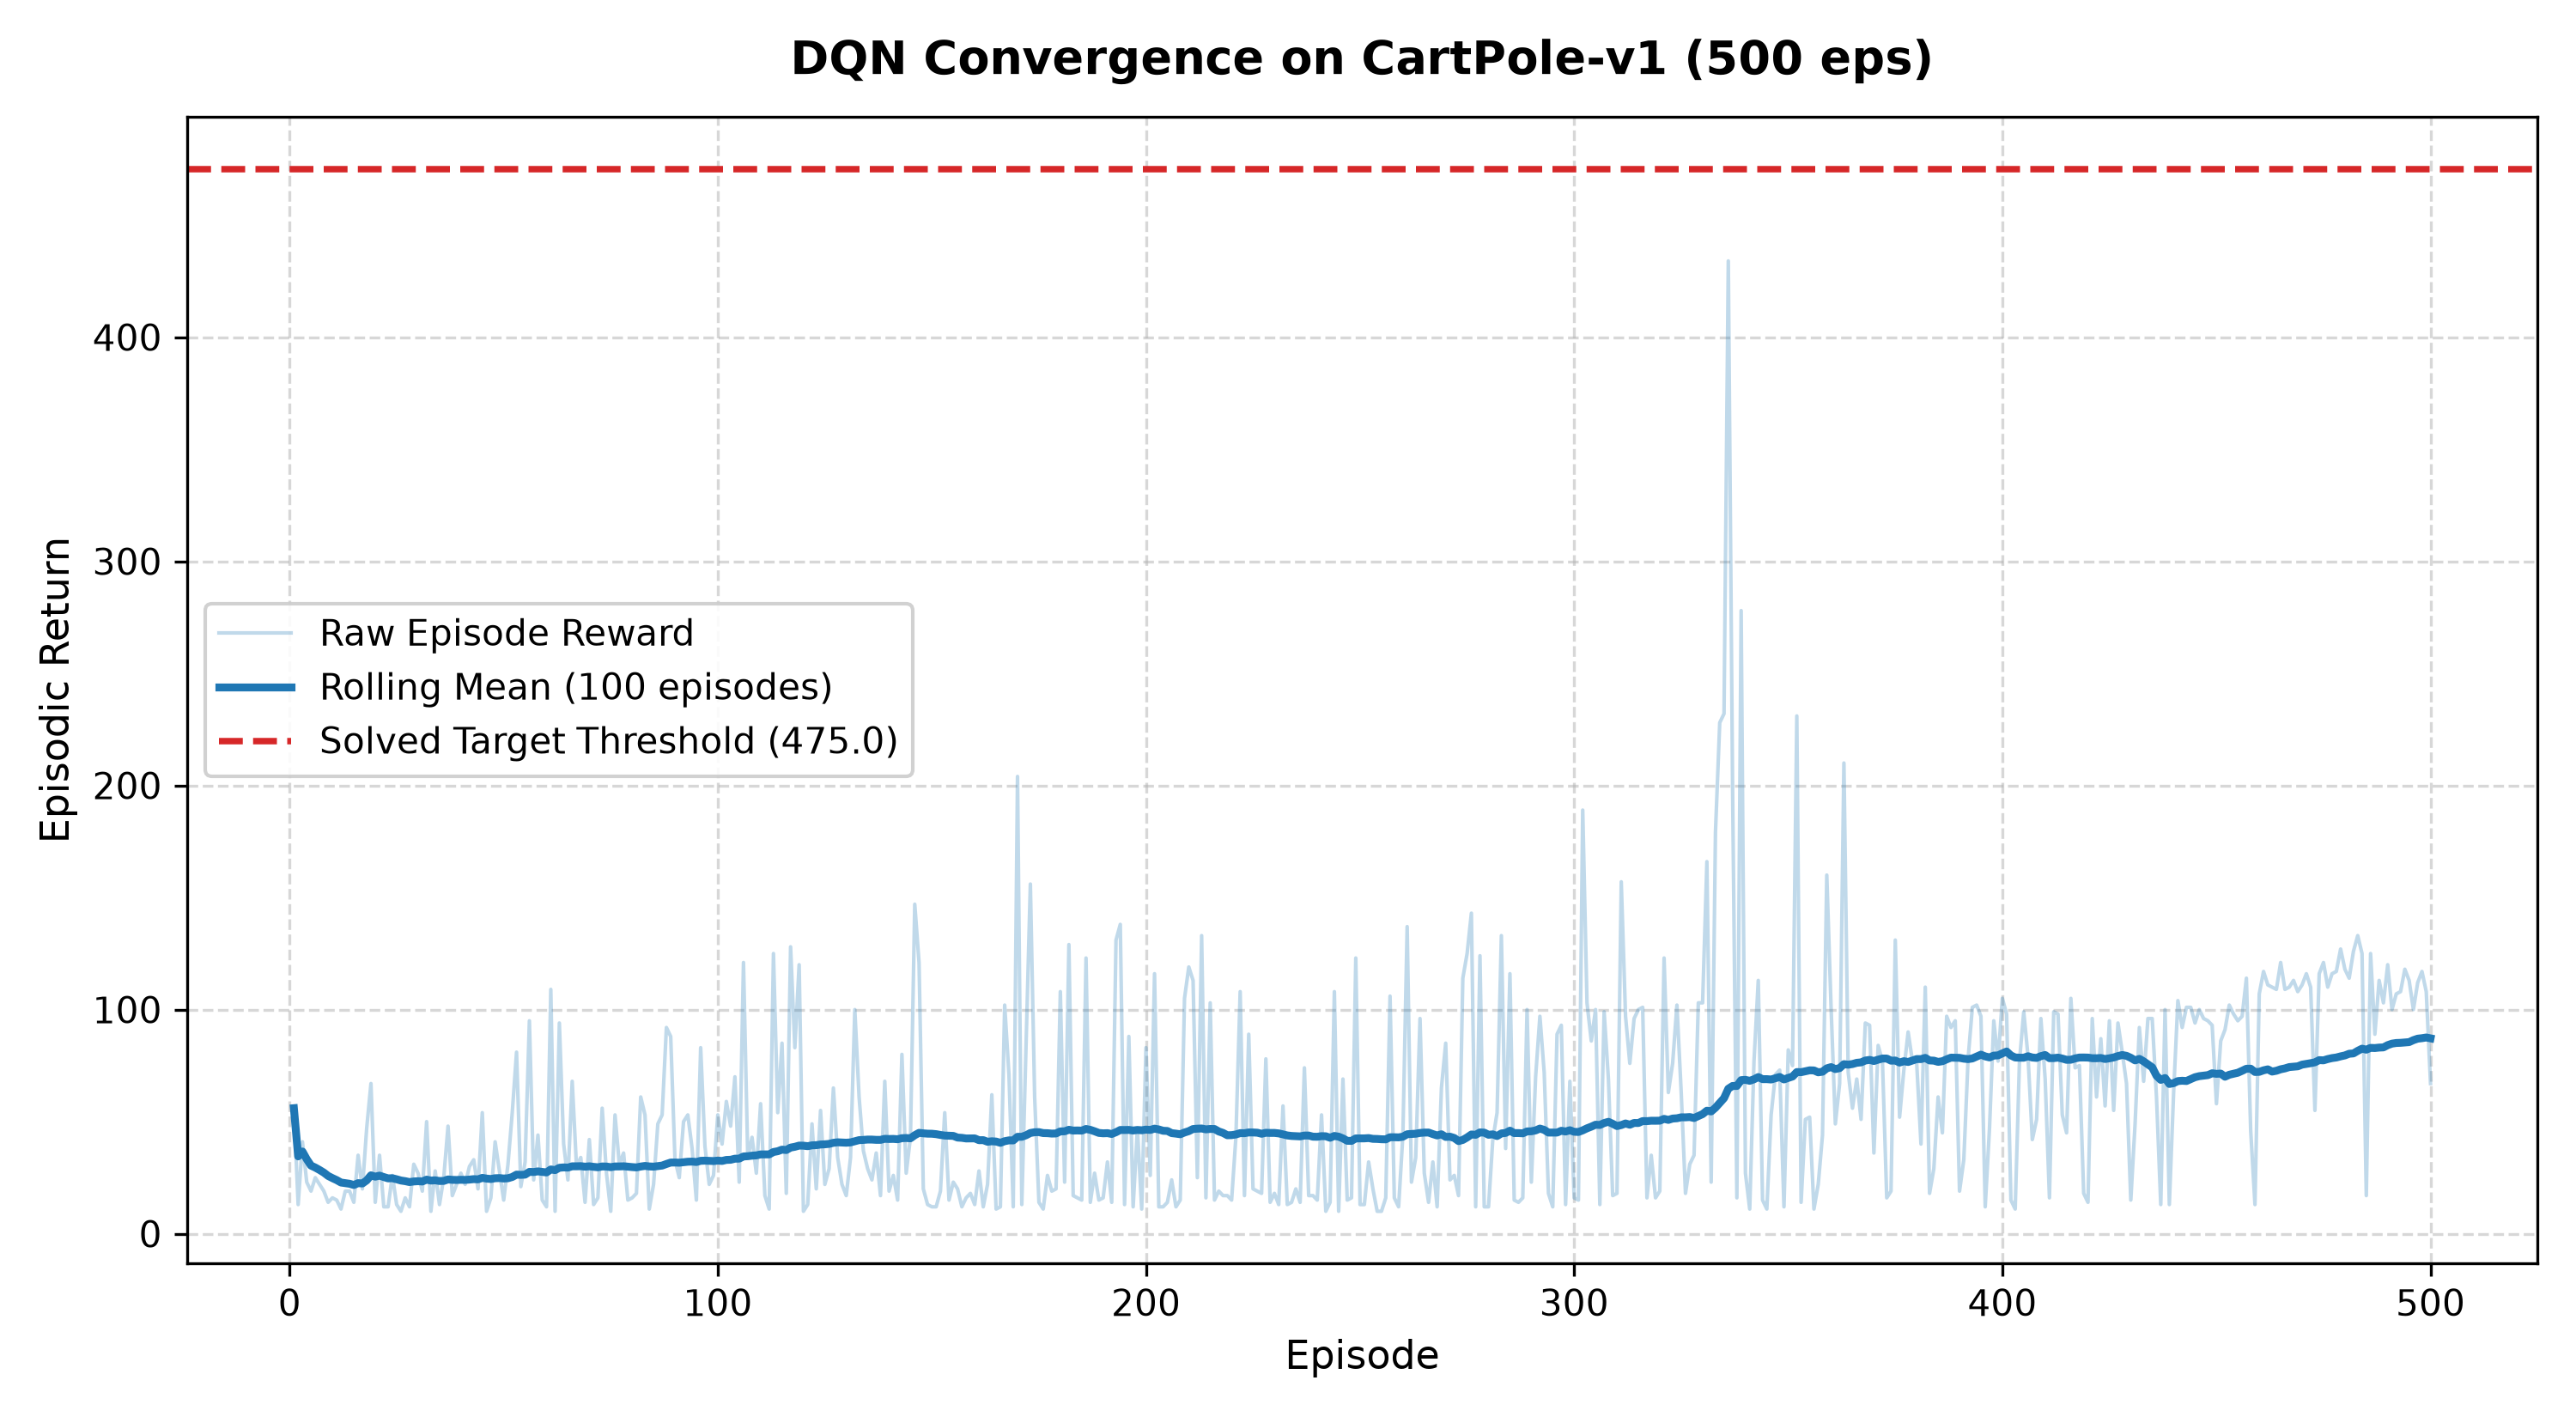 DQN Convergence on CartPole-v1 (500 eps)
Episodic Return
400
300
200
100
0
Raw Episode Reward
Rolling Mean (100 episodes)
Solved Target Threshold (475.0)
0 100 200 300 400 500
Episode